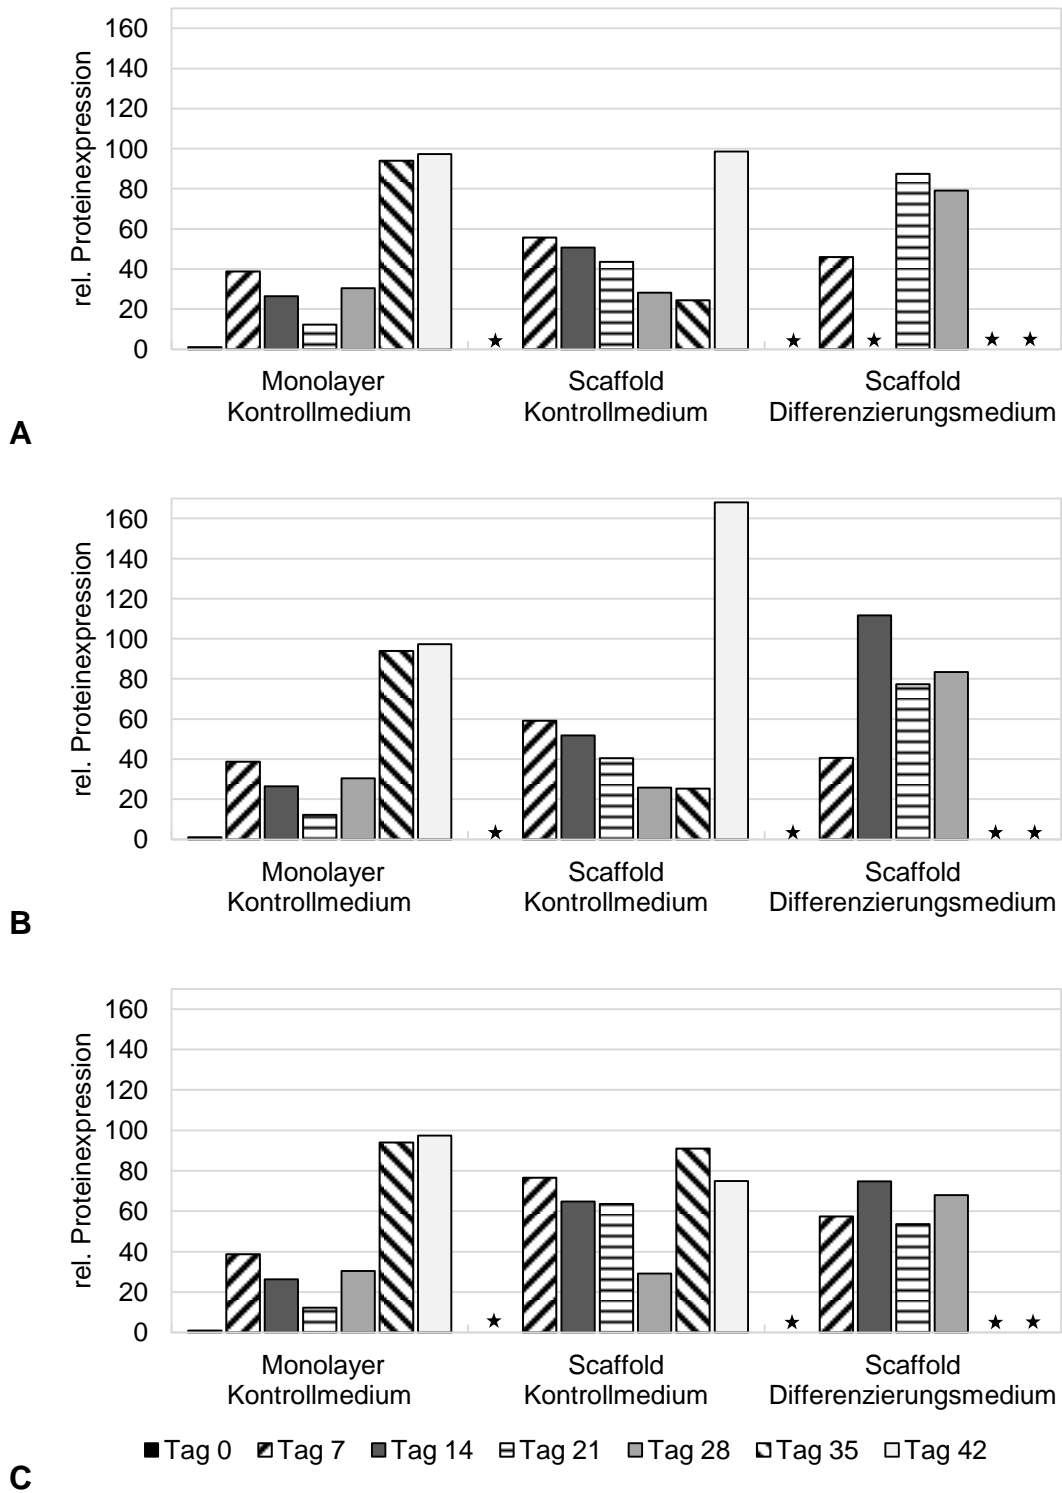 160
140
120
100
80
60
40
20
0
rel. Proteinexpression
Monolayer
Kontrollmedium
Scaffold
Kontrollmedium
Scaffold
Differenzierungsmedium
A
160
140
120
100
80
60
40
20
0
rel. Proteinexpression
Monolayer
Kontrollmedium
Scaffold
Kontrollmedium
Scaffold
Differenzierungsmedium
B
160
140
120
100
80
60
40
20
0
rel. Proteinexpression
Monolayer
Kontrollmedium
Scaffold
Kontrollmedium
Scaffold
Differenzierungsmedium
Tag 0 Tag 7 Tag 14 Tag 21 Tag 28 Tag 35 Tag 42
C